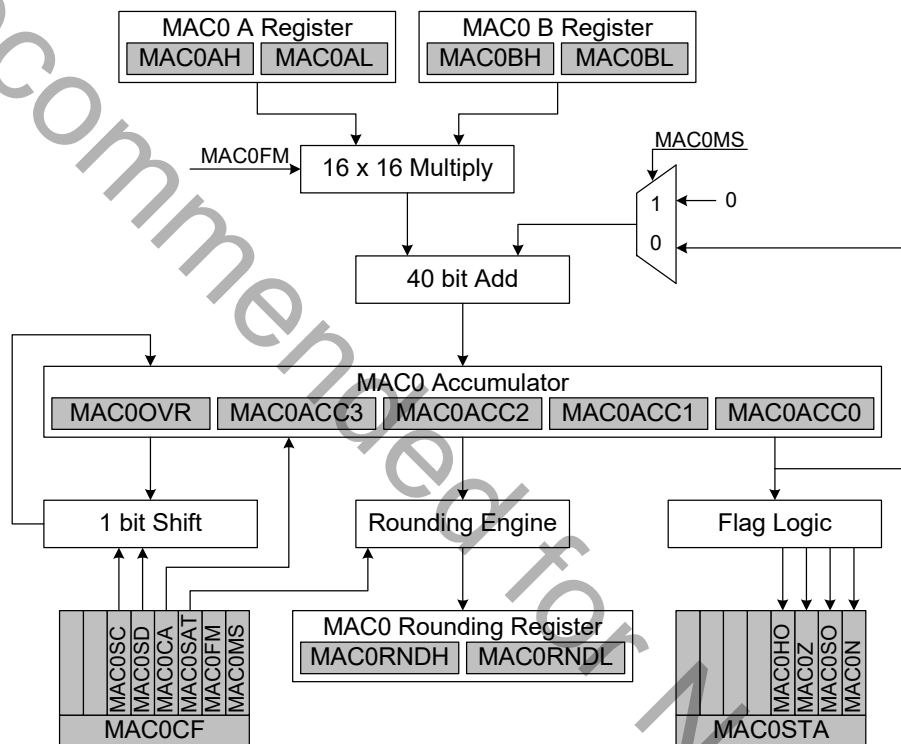 MAC0 A Register
MAC0AH MAC0AL
MAC0 B Register
MAC0BH MAC0BL
MAC0FM
16 x 16 Multiply
MAC0MS
1
0
0
40 bit Add
MAC0 Accumulator
MAC0OVR MAC0ACC3 MAC0ACC2 MAC0ACC1 MAC0ACC0
1 bit Shift
Rounding Engine
Flag Logic
MAC0SC
MAC0SD
MAC0CA
MAC0SAT
MAC0FM
MAC0MS
MAC0CF
MAC0 Rounding Register
MAC0RNDH MAC0RNDL
MAC0HO
MAC0Z
MAC0SO
MAC0N
MAC0STA
ecommended for N